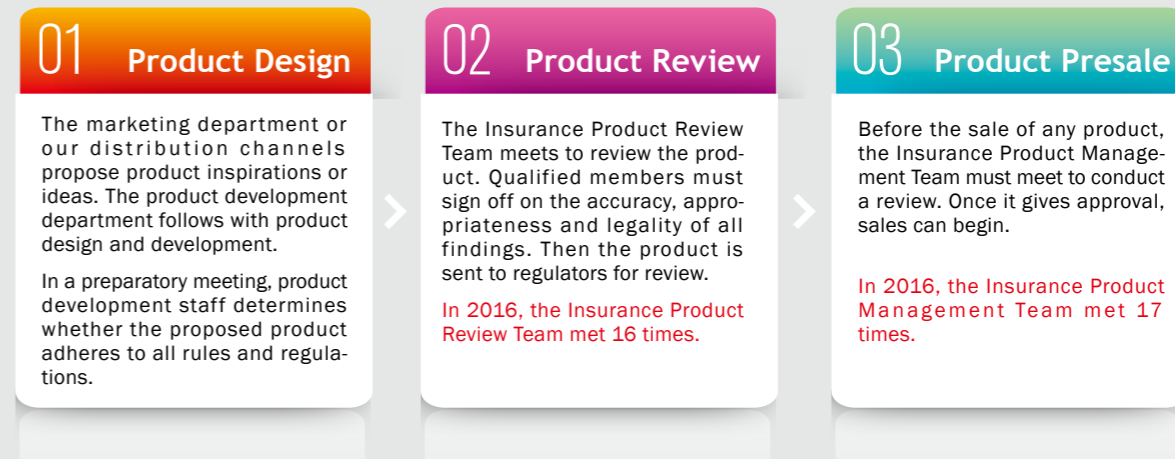 01 Product Design
The marketing department or
our distribution channels
propose product inspirations or
ideas. The product development
department follows with product
design and development.
In a preparatory meeting, product
development staff determines
whether the proposed product
adheres to all rules and regula-
tions.
02 Product Review
The Insurance Product Review
Team meets to review the prod-
uct. Qualified members must
sign off on the accuracy, appro-
priateness and legality of all
findings. Then the product is
sent to regulators for review.
In 2016, the Insurance Product
Review Team met 16 times.
03 Product Presale
Before the sale of any product,
the Insurance Product Manage-
ment Team must meet to conduct
a review. Once it gives approval,
sales can begin.
In 2016, the Insurance Product
Management Team met 17
times.